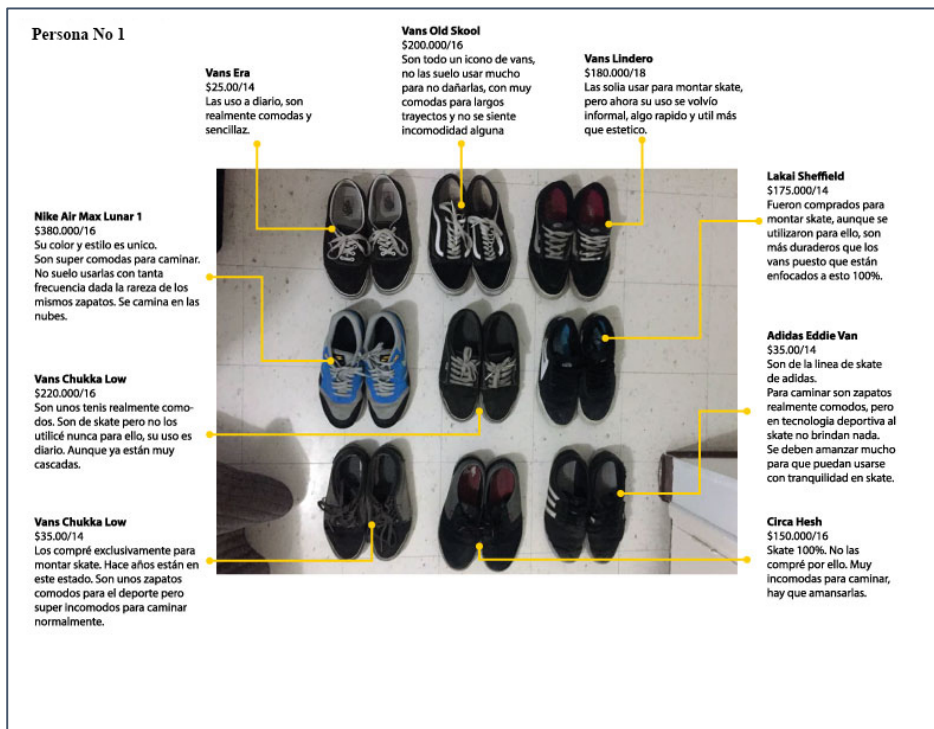 Persona No 1
Vans Old Skool
$200.000/16
Son todo un icono de vans,
no las suelo usar mucho
para no dañarlas, con muy
comodas para largos
trayectos y no se siente
incomodidad alguna
Vans Era
$25.00/14
Las uso a diario, son
realmente comodas y
sencillaz.
Vans Lindero
$180.000/18
Las solia usar para montar skate,
pero ahora su uso se volvío
informal, algo rapido y util más
que estetico.
Lakai Sheffield
$175.000/14
Fueron comprados para
montar skate, aunque se
utilizaron para ello, son
más duraderos que los
vans puesto que están
enfocados a esto 100%.
Nike Air Max Lunar 1
$380.000/16
Su color y estilo es unico.
Son super comodas para caminar.
No suelo usarlas con tanta
frecuencia dada la rareza de los
mismos zapatos. Se camina en las
nubes.
Adidas Eddie Van
$35.00/14
Son de la linea de skate
de adidas.
Para caminar son zapatos
realmente comodos, pero
en tecnologia deportiva al
skate no brindan nada.
Se deben amanzar mucho
para que puedan usarse
con tranquilidad en skate.
Vans Chukka Low
$220.000/16
Son unos tenis realmente como-
dos. Son de skate pero no los
utilicé nunca para ello, su uso es
diario. Aunque ya están muy
cascadas.
Vans Chukka Low
$35.00/14
Los compré exclusivamente para
montar skate. Hace años están en
este estado. Son unos zapatos
comodos para el deporte pero
super incomodos para caminar
normalmente.
Circa Hesh
$150.000/16
Skate 100%. No las
compré por ello. Muy
incomodas para caminar,
hay que amansarlas.